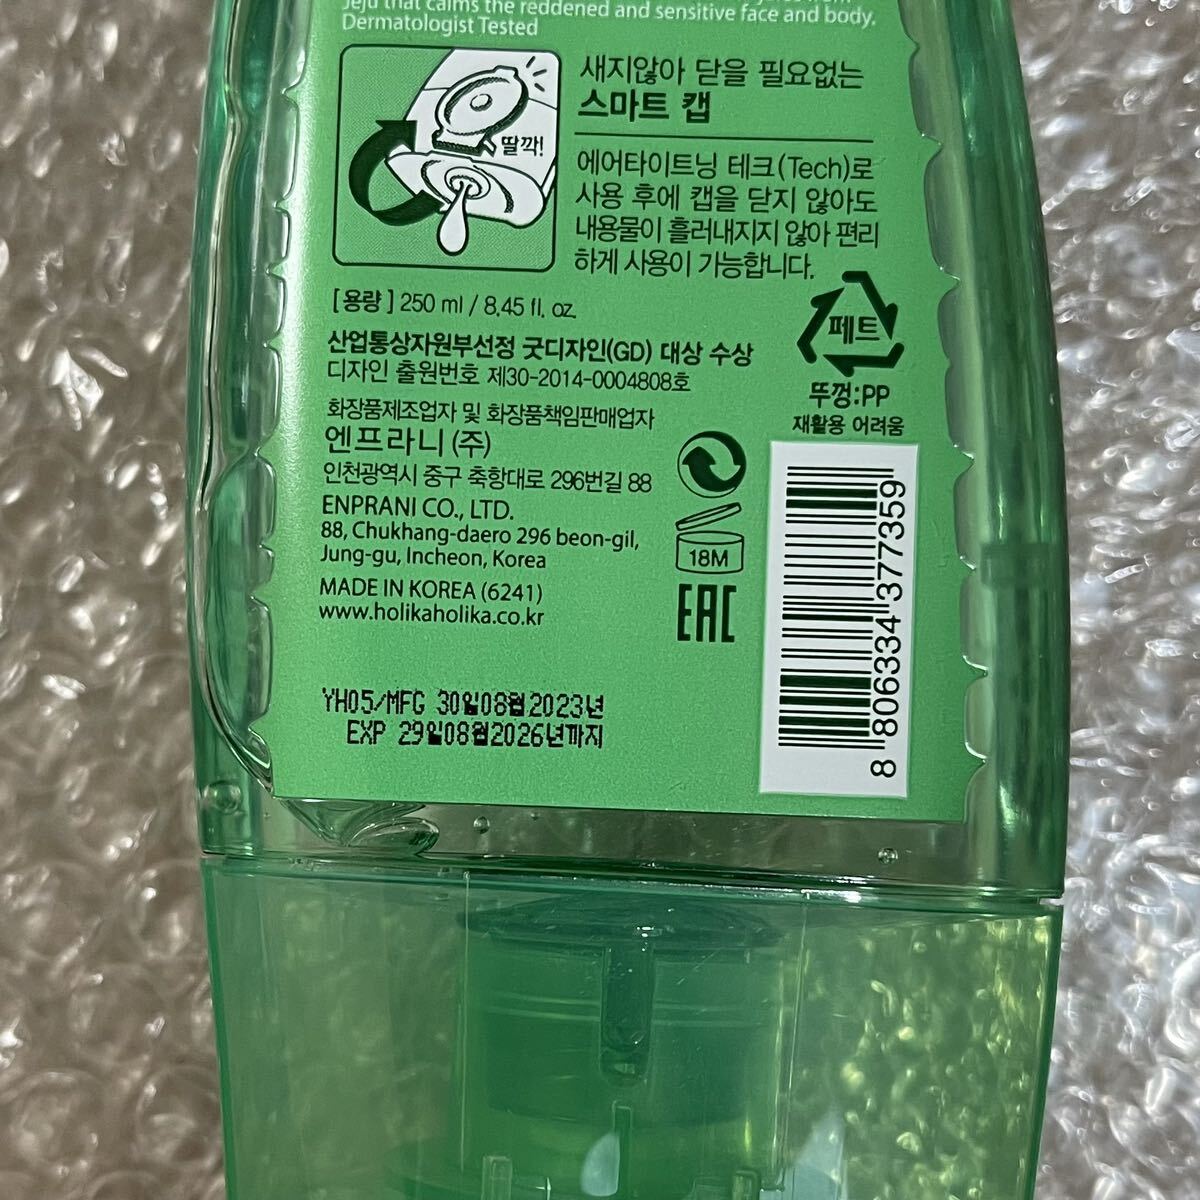 Jeju that calms the reddened and sensitive face and body.
Dermatologist Tested
딸깍!
새지않아 닫을 필요없는
스마트 캡
에어타이트닝 테크(Tech)로
사용 후에 캡을 닫지 않아도
내용물이 흘러내지지 않아 편리
하게 사용이 가능합니다.
[용량] 250 ml / 8.45 fl. oz.
산업통상자원부선정 굿디자인(GD) 대상 수상
디자인 출원번호 제30-2014-0004808호
페트
뚜껑:PP
재활용 어려움
화장품제조업자 및 화장품책임판매업자
엔프라니 (주)
인천광역시 중구 축항대로 296번길 88
ENPRANI CO., LTD.
88, Chukhang-daero 296 beon-gil,
Jung-gu, Incheon, Korea
MADE IN KOREA (6241)
www.holikaholika.co.kr
18M
EAC
YH05/MFG 30일08월2023년
EXP 29일08월2026년까지
8 806334 377359